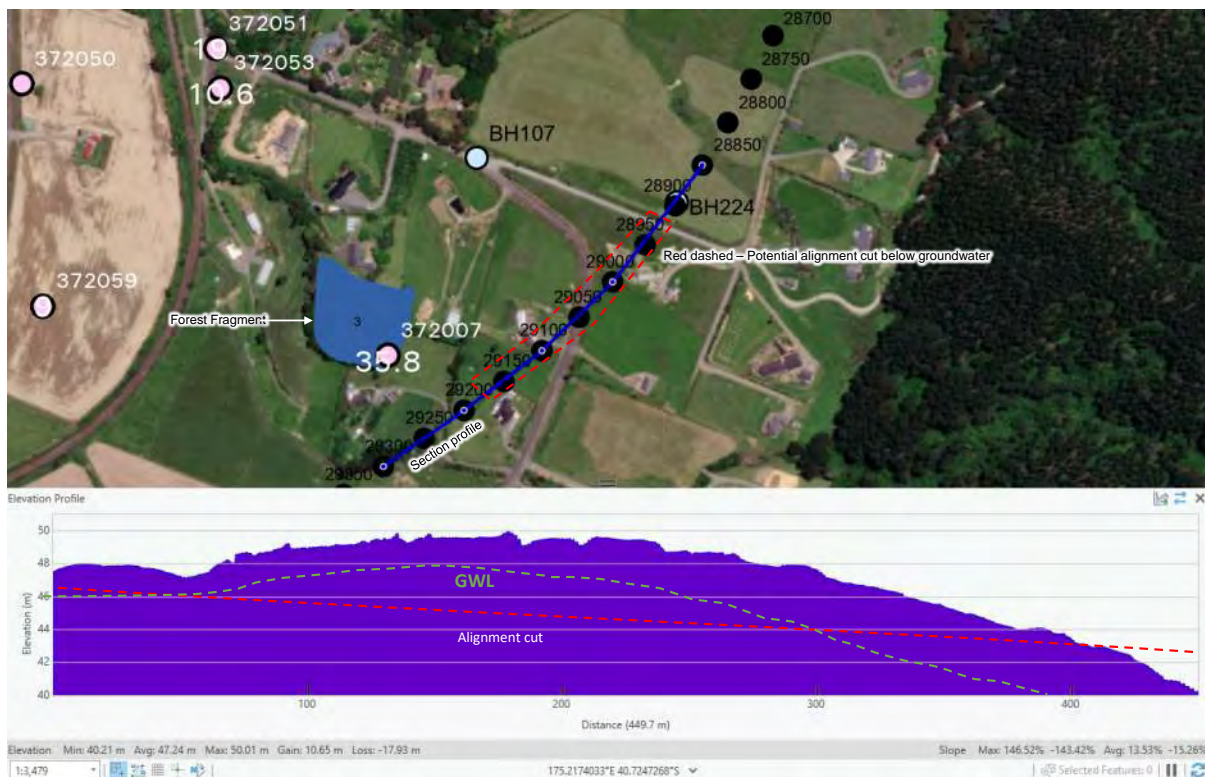 372051
1
372053
10.6
372050
BH107
28700
28750
28800
28850
28900
BH224
28950
Red dashed – Potential alignment cut below groundwater
29000
29050
29100
29150
29200
29250
29300
372059
Forest Fragment
3
372007
35.8
Section profile
Elevation Profile
50
48
46
44
42
40
Elevation (m)
GWL
Alignment cut
100
200
300
400
Distance (449.7 m)
Elevation Min: 40.21 m Avg: 47.24 m Max: 50.01 m Gain: 10.65 m Loss: -17.93 m
Slope Max: 146.52% -143.42% Avg: 13.53% -15.26%
1:3,479
175.2174033°E 40.7247268°S
Selected Features: 0